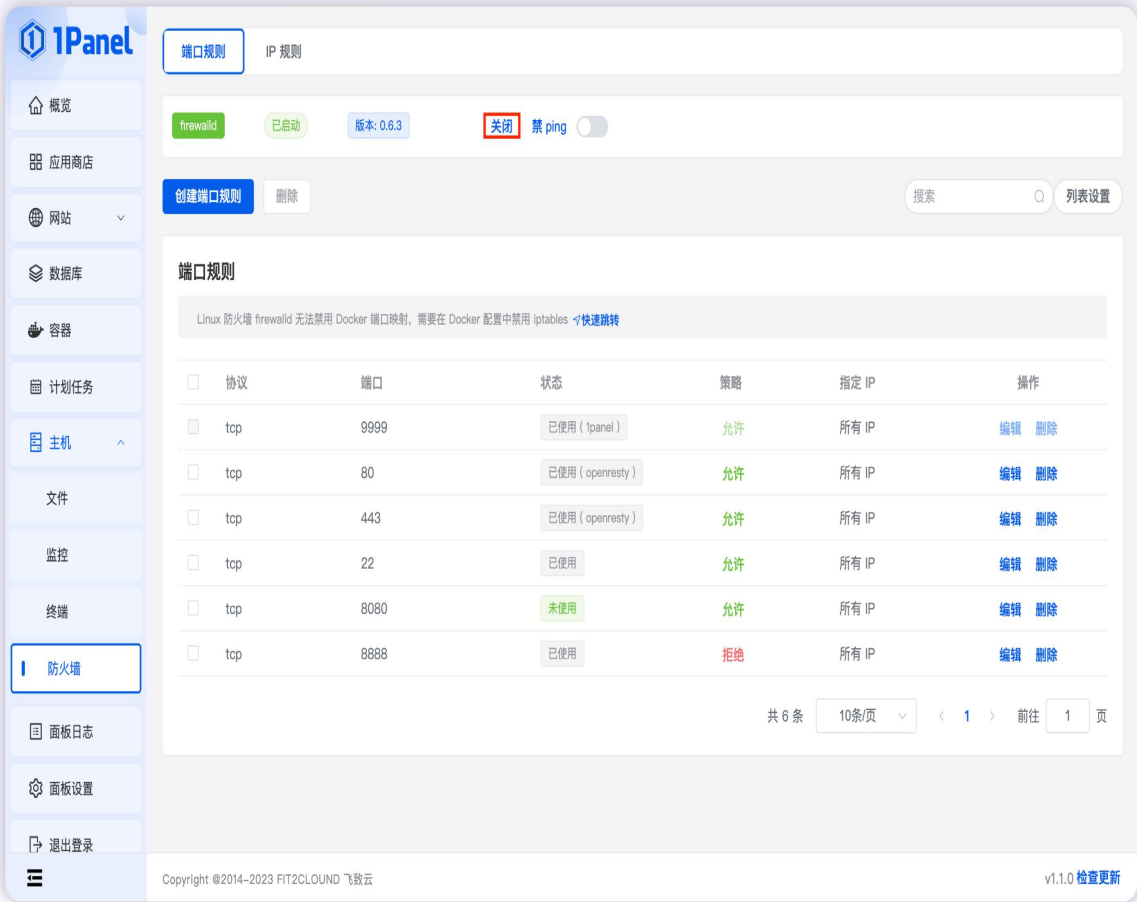 1Panel
端口规则 IP 规则
概览
firewalld 已启动 版本: 0.6.3 关闭 禁 ping
应用商店
创建端口规则 删除 搜索 列表设置
网站
数据库
端口规则
容器
Linux 防火墙 firewalld 无法禁用 Docker 端口映射，需要在 Docker 配置中禁用 iptables 快速跳转
计划任务
协议 端口 状态 策略 指定 IP 操作
主机
tcp 9999 已使用 ( 1panel ) 允许 所有 IP 编辑 删除
tcp 80 已使用 ( openresty ) 允许 所有 IP 编辑 删除
文件
tcp 443 已使用 ( openresty ) 允许 所有 IP 编辑 删除
监控
tcp 22 已使用 允许 所有 IP 编辑 删除
终端
tcp 8080 未使用 允许 所有 IP 编辑 删除
防火墙
tcp 8888 已使用 拒绝 所有 IP 编辑 删除
共 6 条 10条/页 1 前往 1 页
面板日志
面板设置
退出登录
Copyright @2014-2023 FIT2CLOUND 飞致云 v1.1.0 检查更新